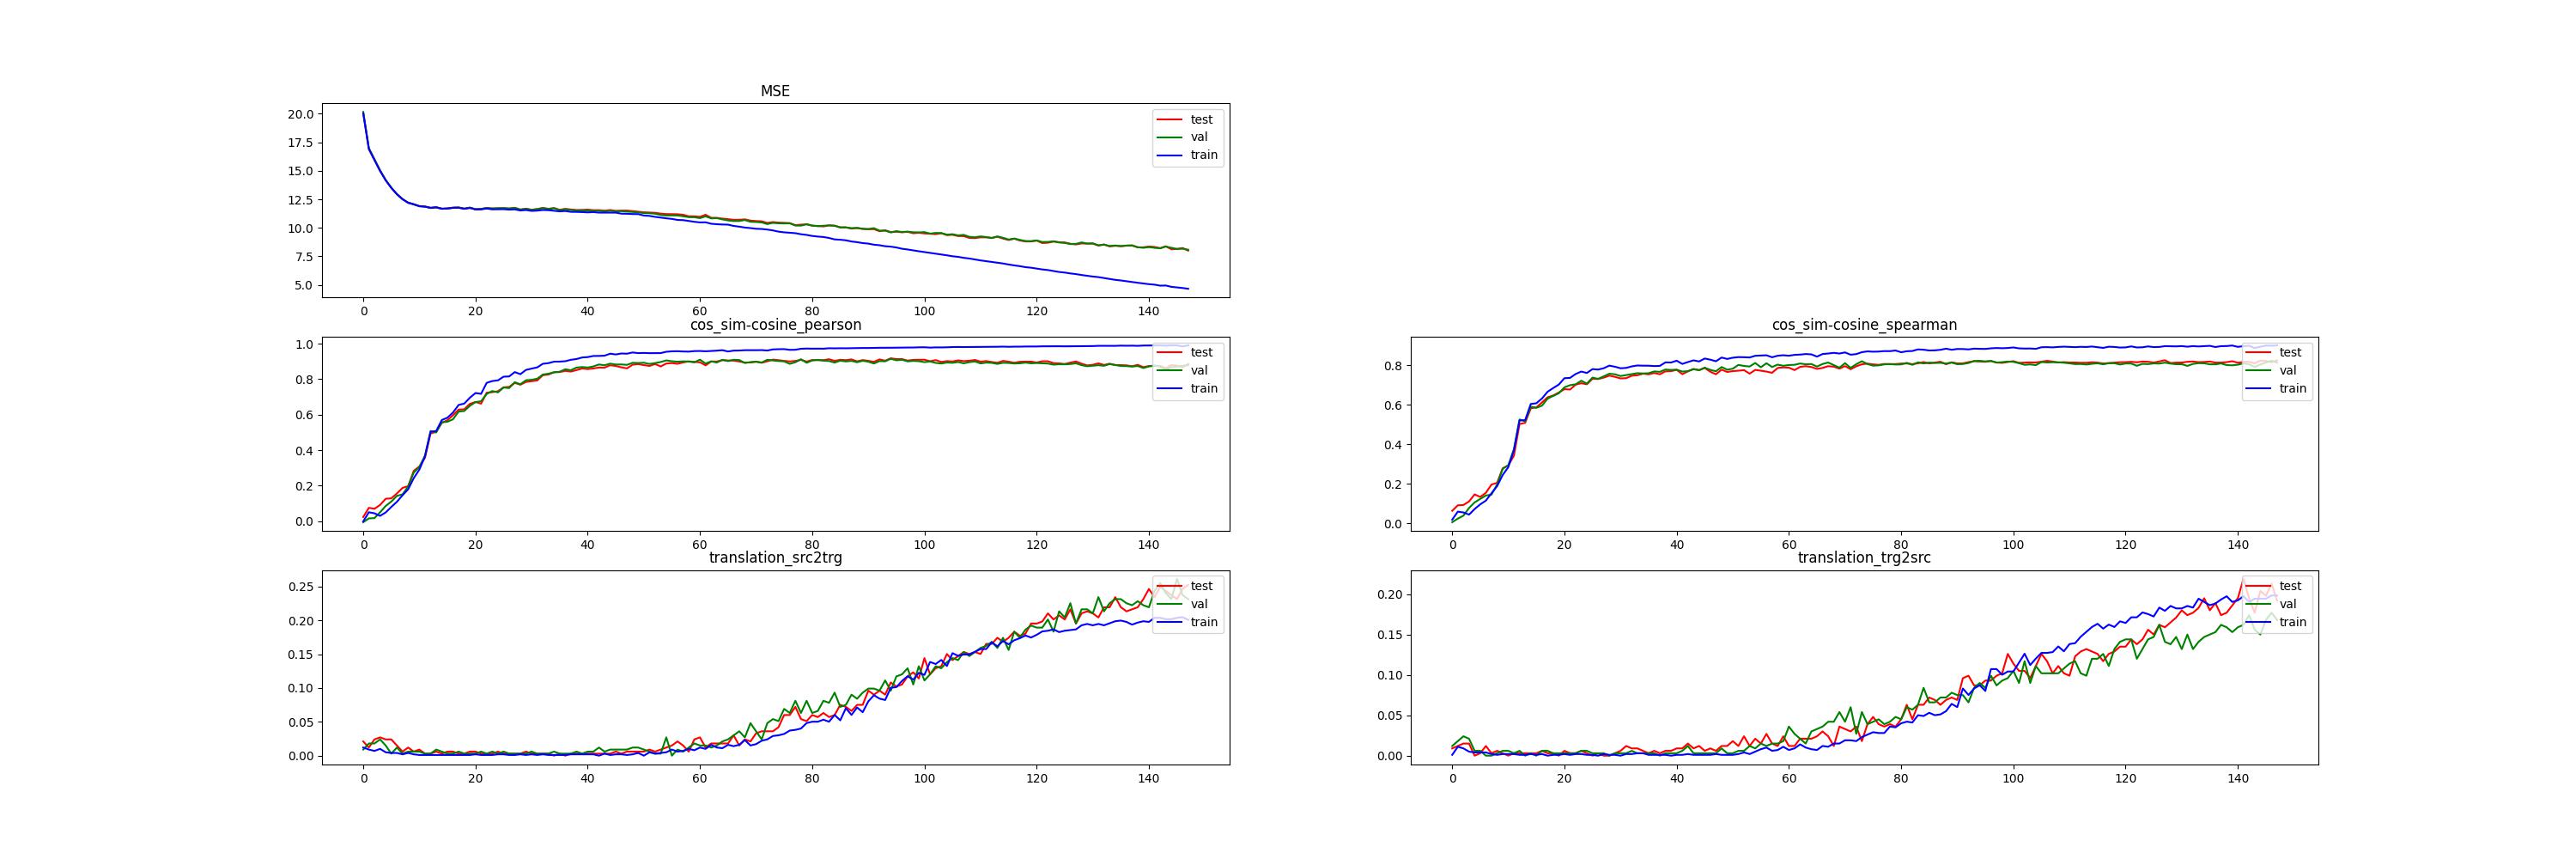 MSE
20.0
17.5
15.0
12.5
10.0
7.5
5.0
test
val
train
0 20 40 60 80 100 120 140
cos_sim-cosine_pearson
1.0
0.8
0.6
0.4
0.2
0.0
test
val
train
0 20 40 60 80 100 120 140
cos_sim-cosine_spearman
0.8
0.6
0.4
0.2
0.0
test
val
train
0 20 40 60 80 100 120 140
translation_src2trg
0.25
0.20
0.15
0.10
0.05
0.00
test
val
train
0 20 40 60 80 100 120 140
translation_trg2src
0.20
0.15
0.10
0.05
0.00
test
val
train
0 20 40 60 80 100 120 140